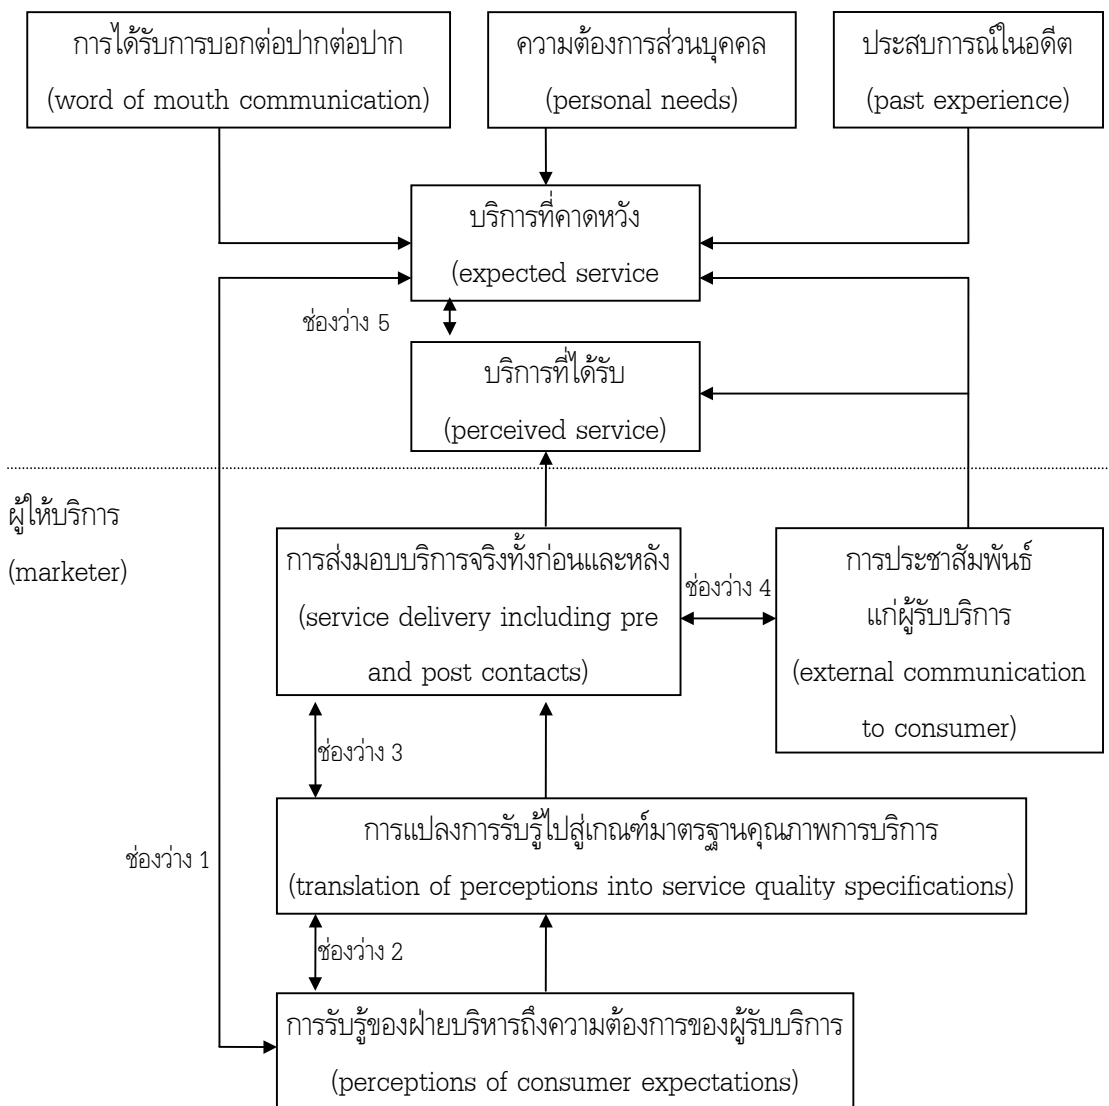 การได้รับการบอกต่อปากต่อปาก
(word of mouth communication)
ความต้องการส่วนบุคคล
(personal needs)
ประสบการณ์ในอดีต
(past experience)
บริการที่คาดหวัง
(expected service
ช่องว่าง 5
บริการที่ได้รับ
(perceived service)
ผู้ให้บริการ
(marketer)
การส่งมอบบริการจริงทั้งก่อนและหลัง
(service delivery including pre
and post contacts)
ช่องว่าง 4
การประชาสัมพันธ์
แก่ผู้รับบริการ
(external communication
to consumer)
ช่องว่าง 3
การแปลงการรับรู้ไปสู่เกณฑ์มาตรฐานคุณภาพการบริการ
(translation of perceptions into service quality specifications)
ช่องว่าง 1
ช่องว่าง 2
การรับรู้ของฝ่ายบริหารถึงความต้องการของผู้รับบริการ
(perceptions of consumer expectations)